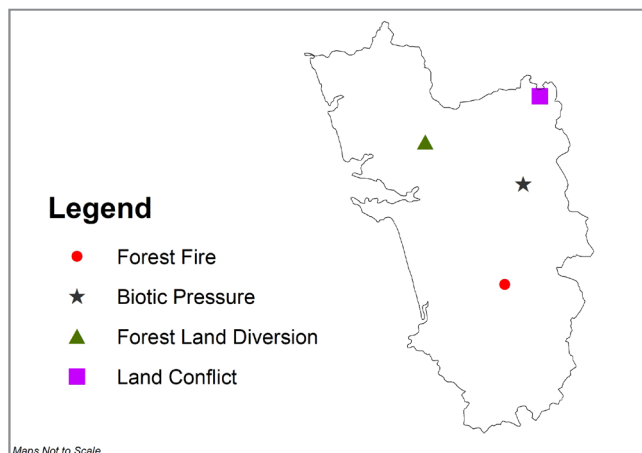 Legend
Forest Fire
Biotic Pressure
Forest Land Diversion
Land Conflict
Maps Not to Scale